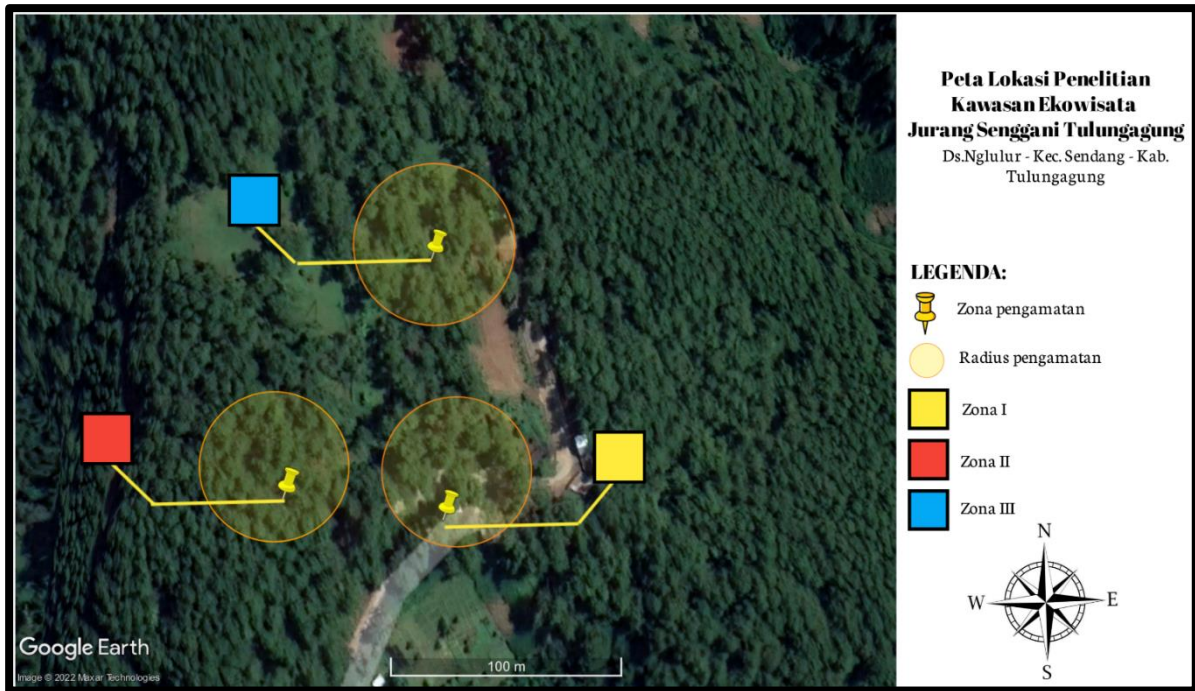 Peta Lokasi Penelitian
Kawasan Ekowisata
Jurang Senggani Tulungagung
Ds.Nglulur - Kec. Sendang - Kab.
Tulungagung
LEGENDA:
Zona pengamatan
Radius pengamatan
Zona I
Zona II
Zona III
N
W
E
S
100 m
Google Earth
Image © 2022 Maxar Technologies